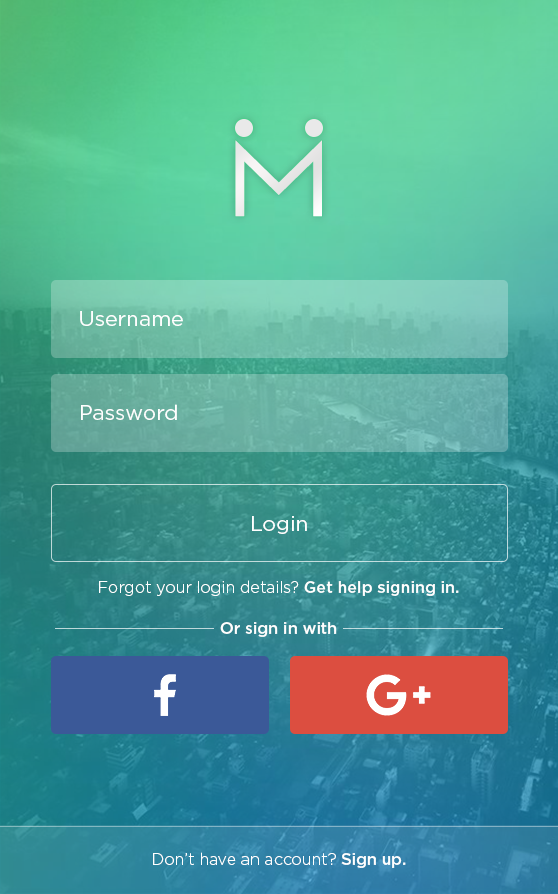 Username
Password
Login
Forgot your login details? Get help signing in.
Or sign in with
f G+
Don't have an account? Sign up.